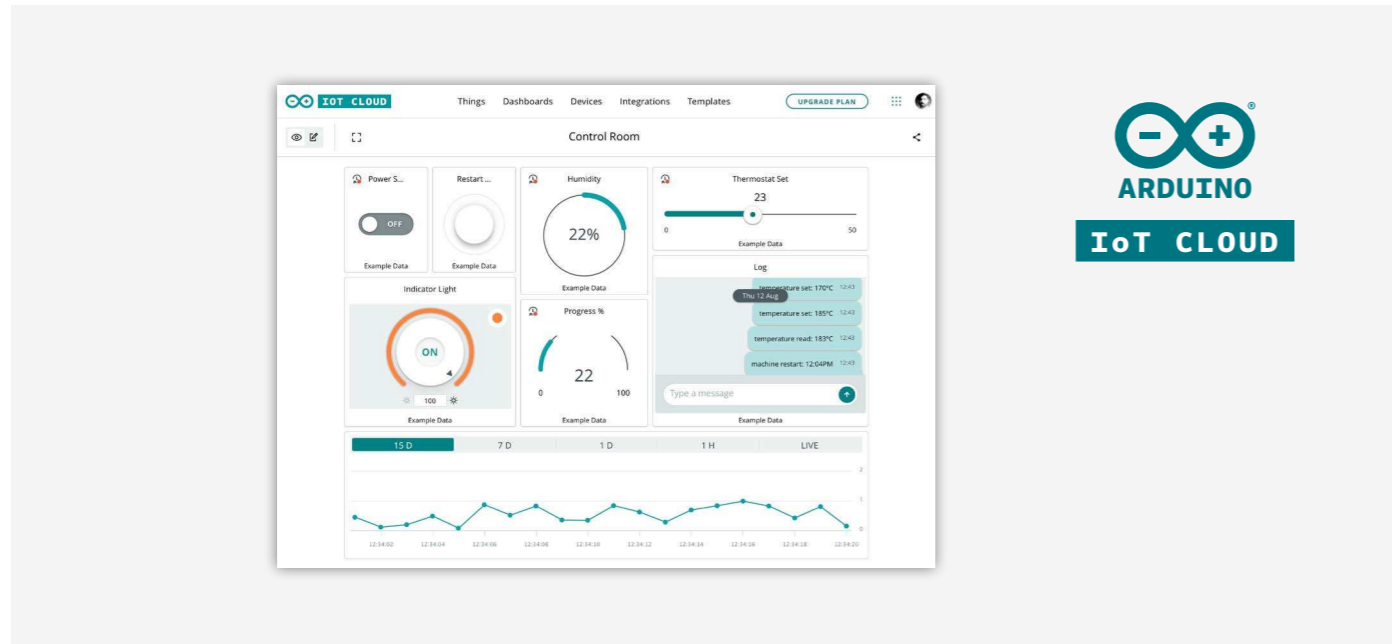 IOT CLOUD
Things Dashboards Devices Integrations Templates UPGRADE PLAN
Control Room
Power S...
OFF
Example Data
Restart ...
Example Data
Humidity
22%
Example Data
Thermostat Set
23
0 50
Example Data
Indicator Light
ON
100
Example Data
Progress %
22
0 100
Example Data
Log
temperature set: 170°C 12:43
Thu 12 Aug
temperature set: 185°C 12:43
temperature read: 183°C 12:43
machine restart: 12:04PM 12:43
Type a message
Example Data
15 D 7 D 1 D 1 H LIVE
2
1
0
12:34:02 12:34:04 12:34:06 12:34:08 12:34:10 12:34:12 12:34:14 12:34:16 12:34:18 12:34:20
®
ARDUINO
IoT CLOUD